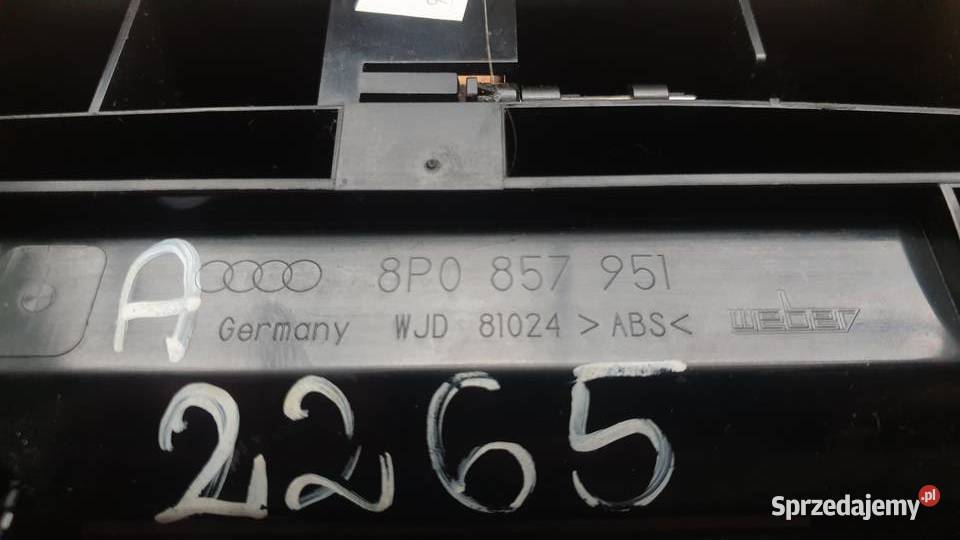 A
8P0 857 951
Germany WJD 81024 >ABS<
weber
2265
Sprzedajemy.pl